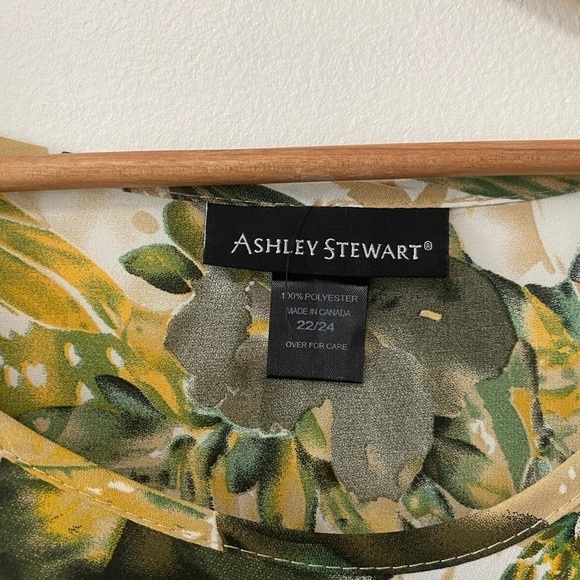 ASHLEY STEWART®
100% POLYESTER
MADE IN CANADA
22/24
OVER FOR CARE